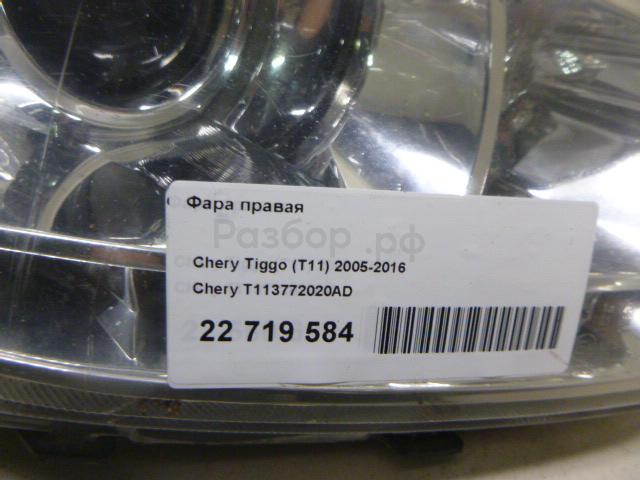 Фара правая
Разбор.рф
Chery Tiggo (T11) 2005-2016
Chery T113772020AD
22 719 584